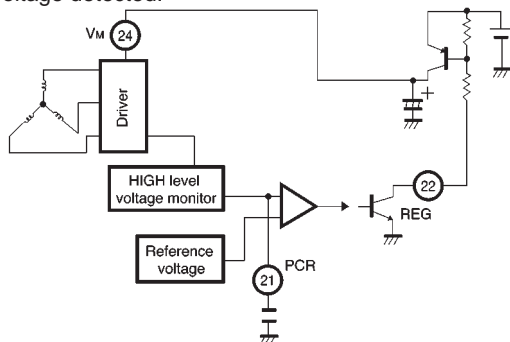 voltage detected.
VM
24
Driver
HIGH level
voltage monitor
22
REG
Reference
voltage
PCR
21
+